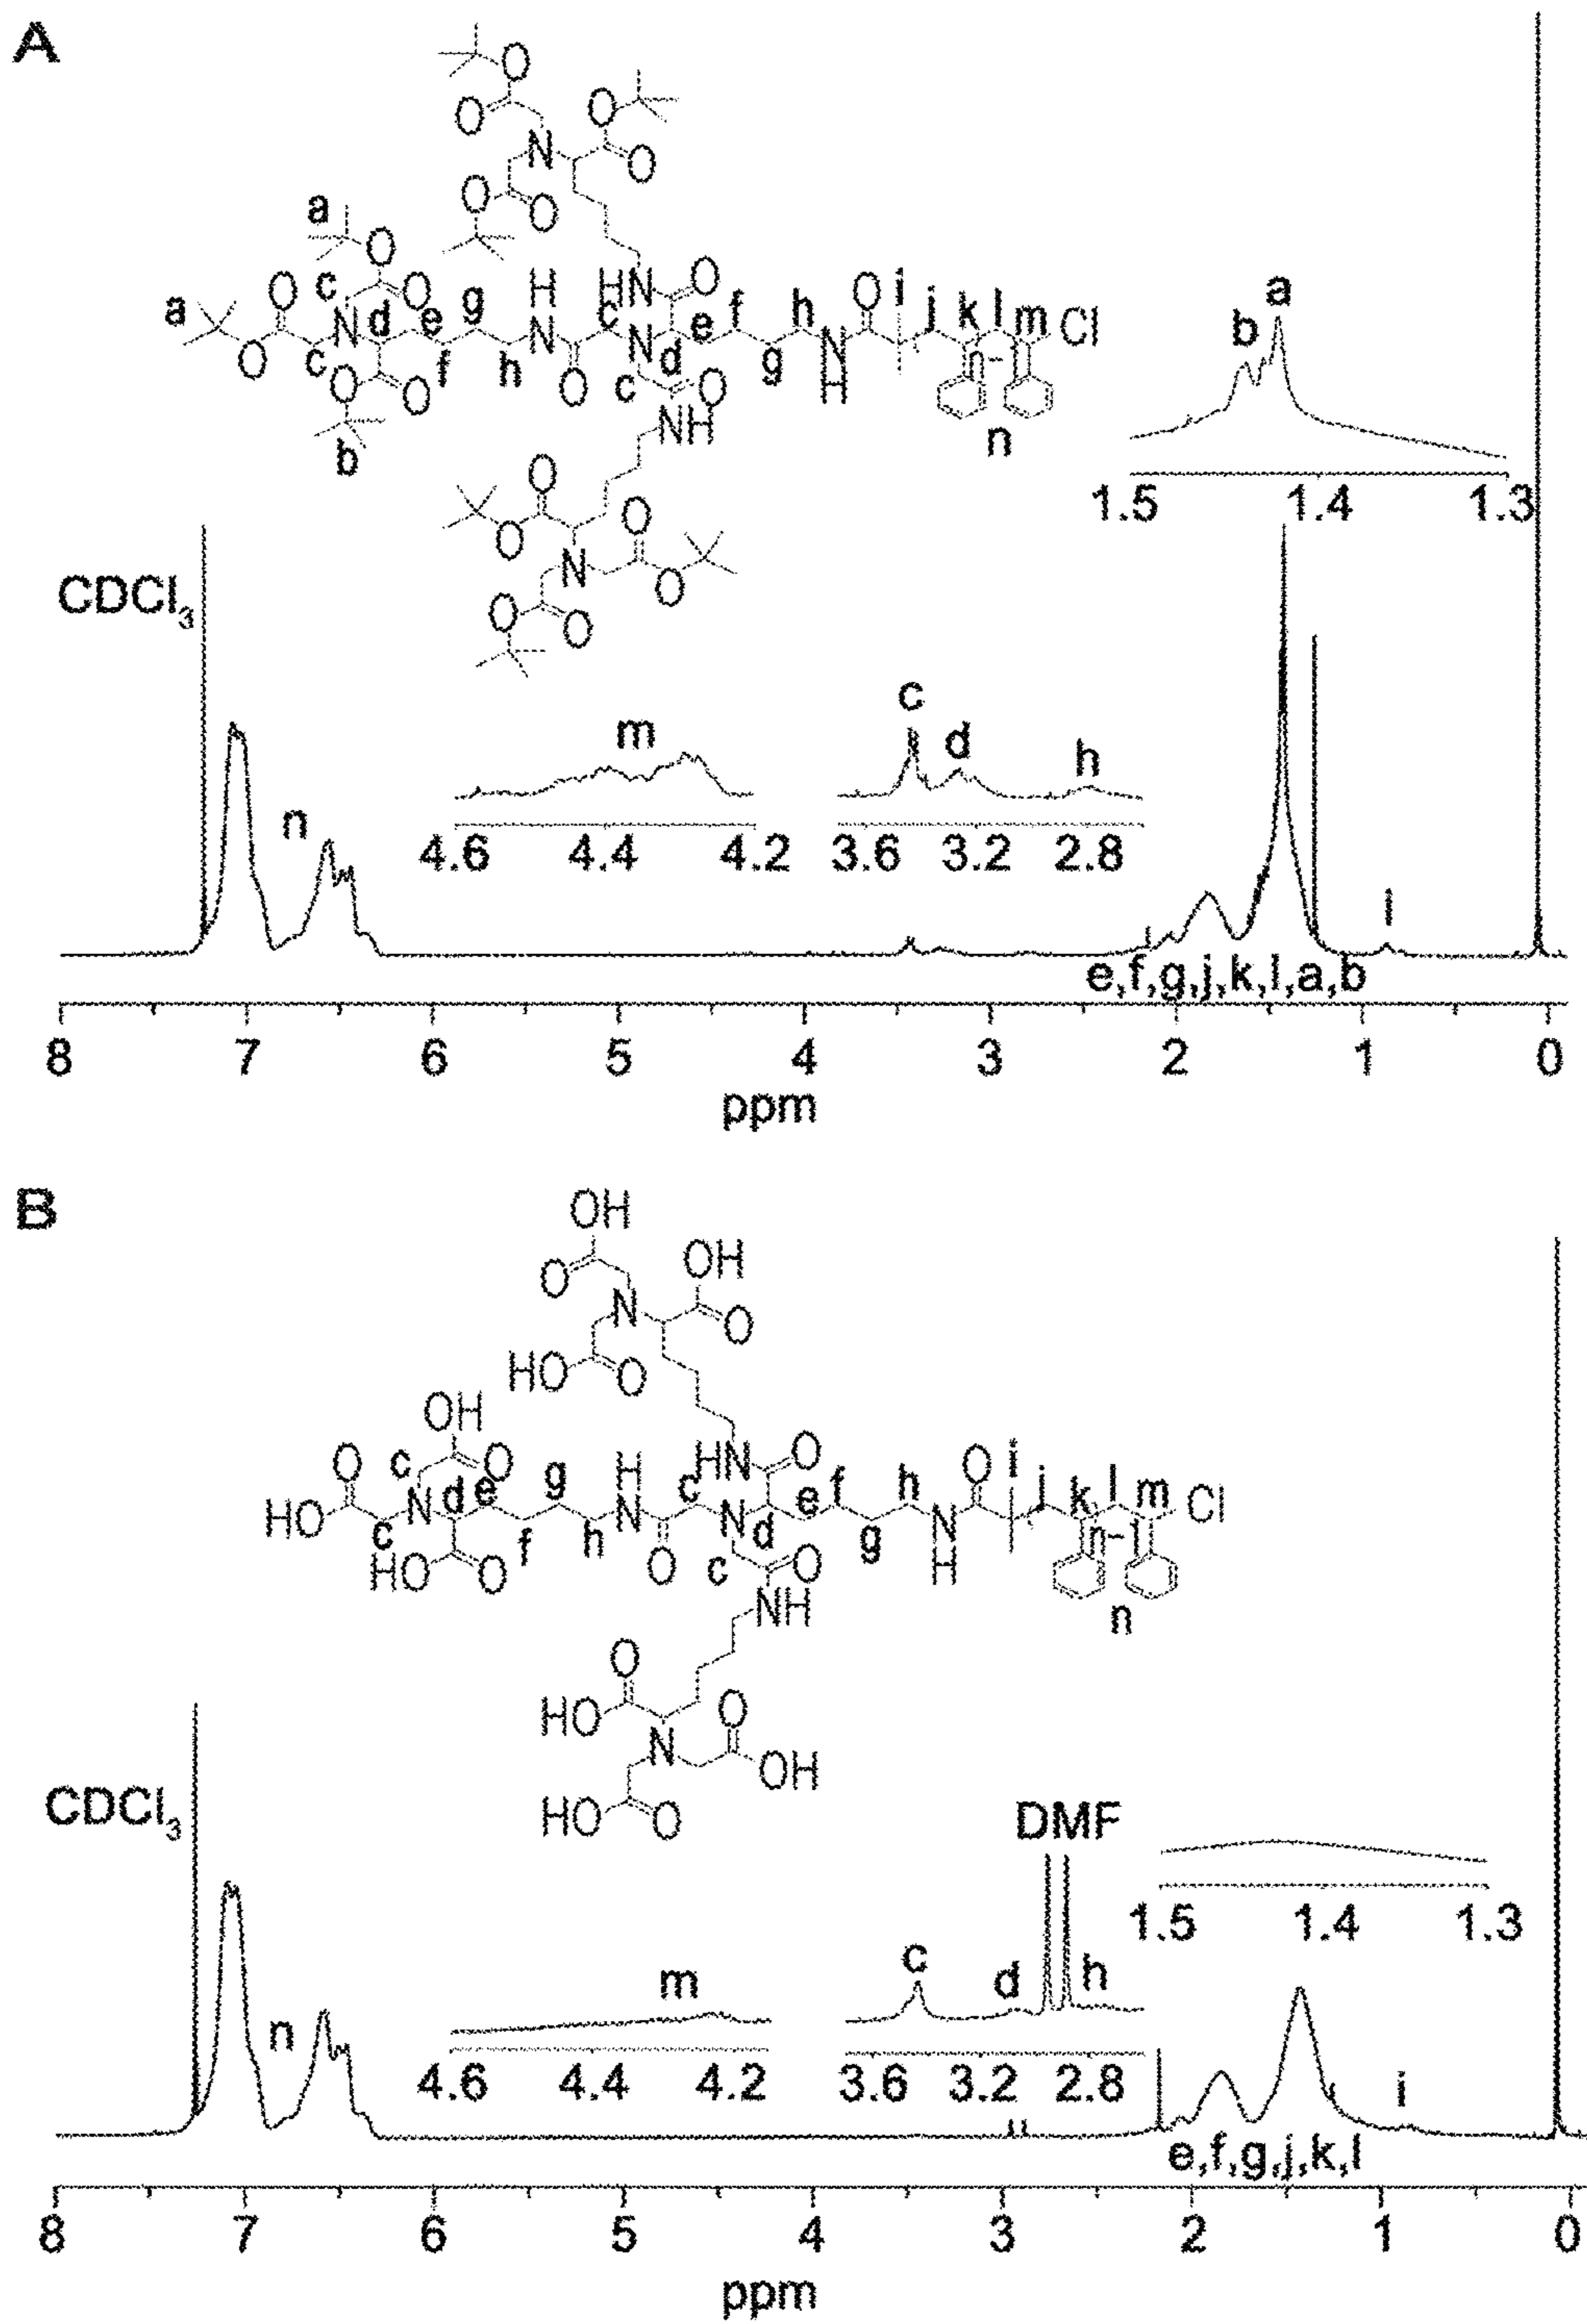 A
O
O O
N O
O O
a
O
O O H HN O O i j k l m Cl
a c g c f h
N d e N N e N n-1
O c f h O c d g H
O O O n
b NH
O
O O
N O
O O
b a
1.5 1.4 1.3
CDCl3
n
m
4.6 4.4 4.2
c d h
3.6 3.2 2.8
I
e,f,g,j,k,l,a,b
8 7 6 5 4 3 2 1 0
ppm
B
OH
O OH
N O
HO O
OH
O c O g H HN O f h O i j k l m Cl
HO N d e N c N e N n-1
c f h O d g H
HO O c O n
NH
O
HO O
N OH
HO O
CDCl3
n
m
4.6 4.4 4.2
DMF
c d h
3.6 3.2 2.8
1.5 1.4 1.3
i
e,f,g,j,k,l
8 7 6 5 4 3 2 1 0
ppm